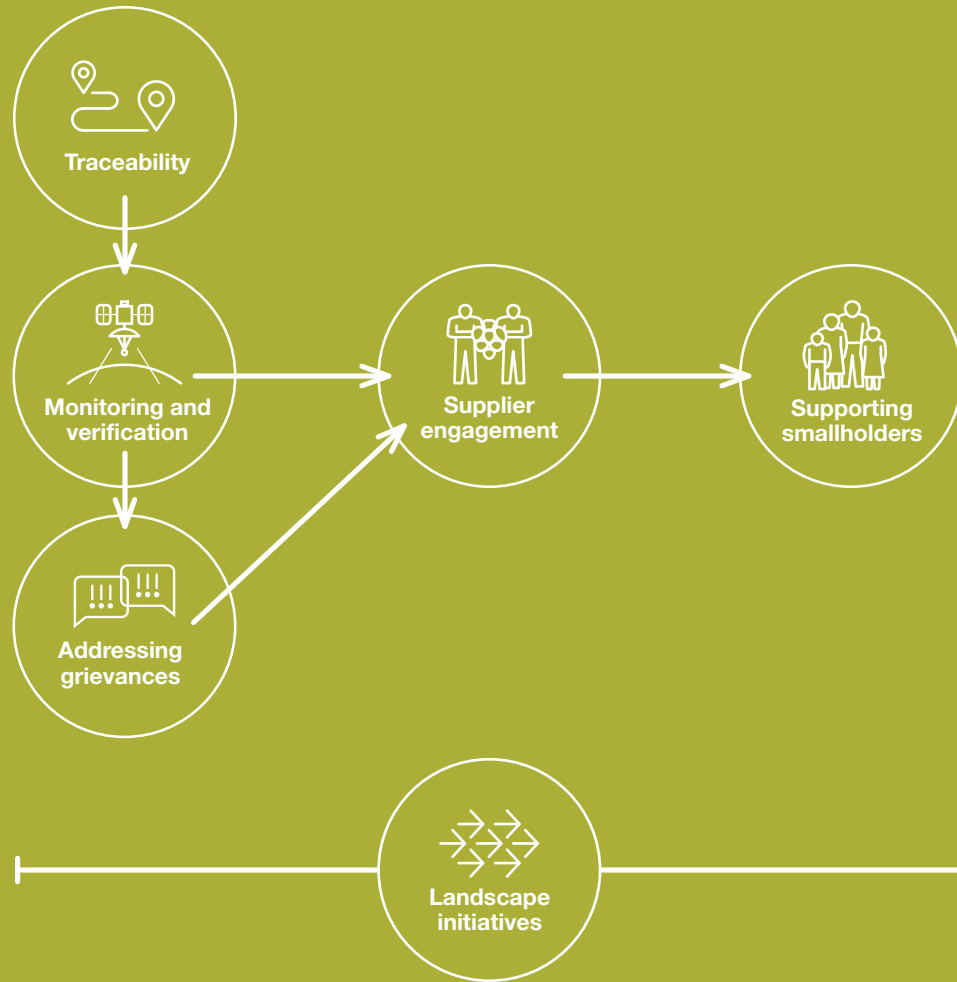 Traceability
Monitoring and
verification
Supplier
engagement
Supporting
smallholders
Addressing
grievances
Landscape
initiatives